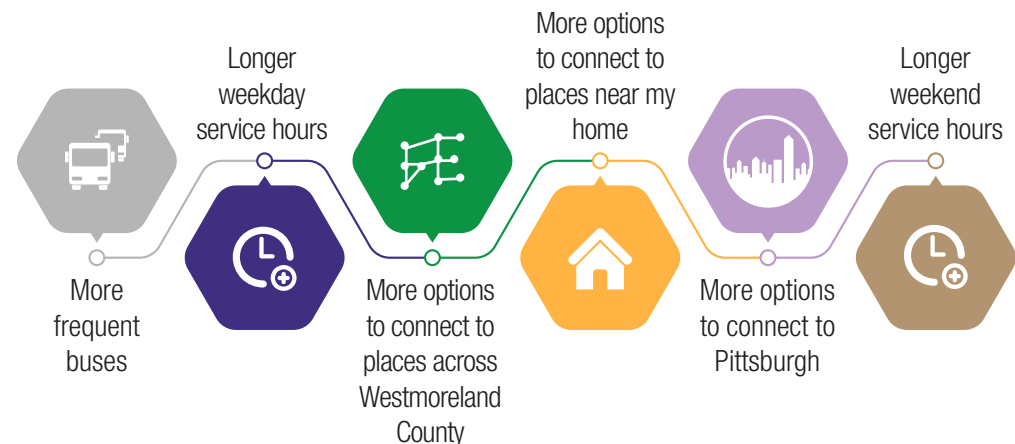 More
frequent
buses
Longer
weekday
service hours
More options
to connect to
places across
Westmoreland
County
More options
to connect to
places near my
home
More options
to connect to
Pittsburgh
Longer
weekend
service hours